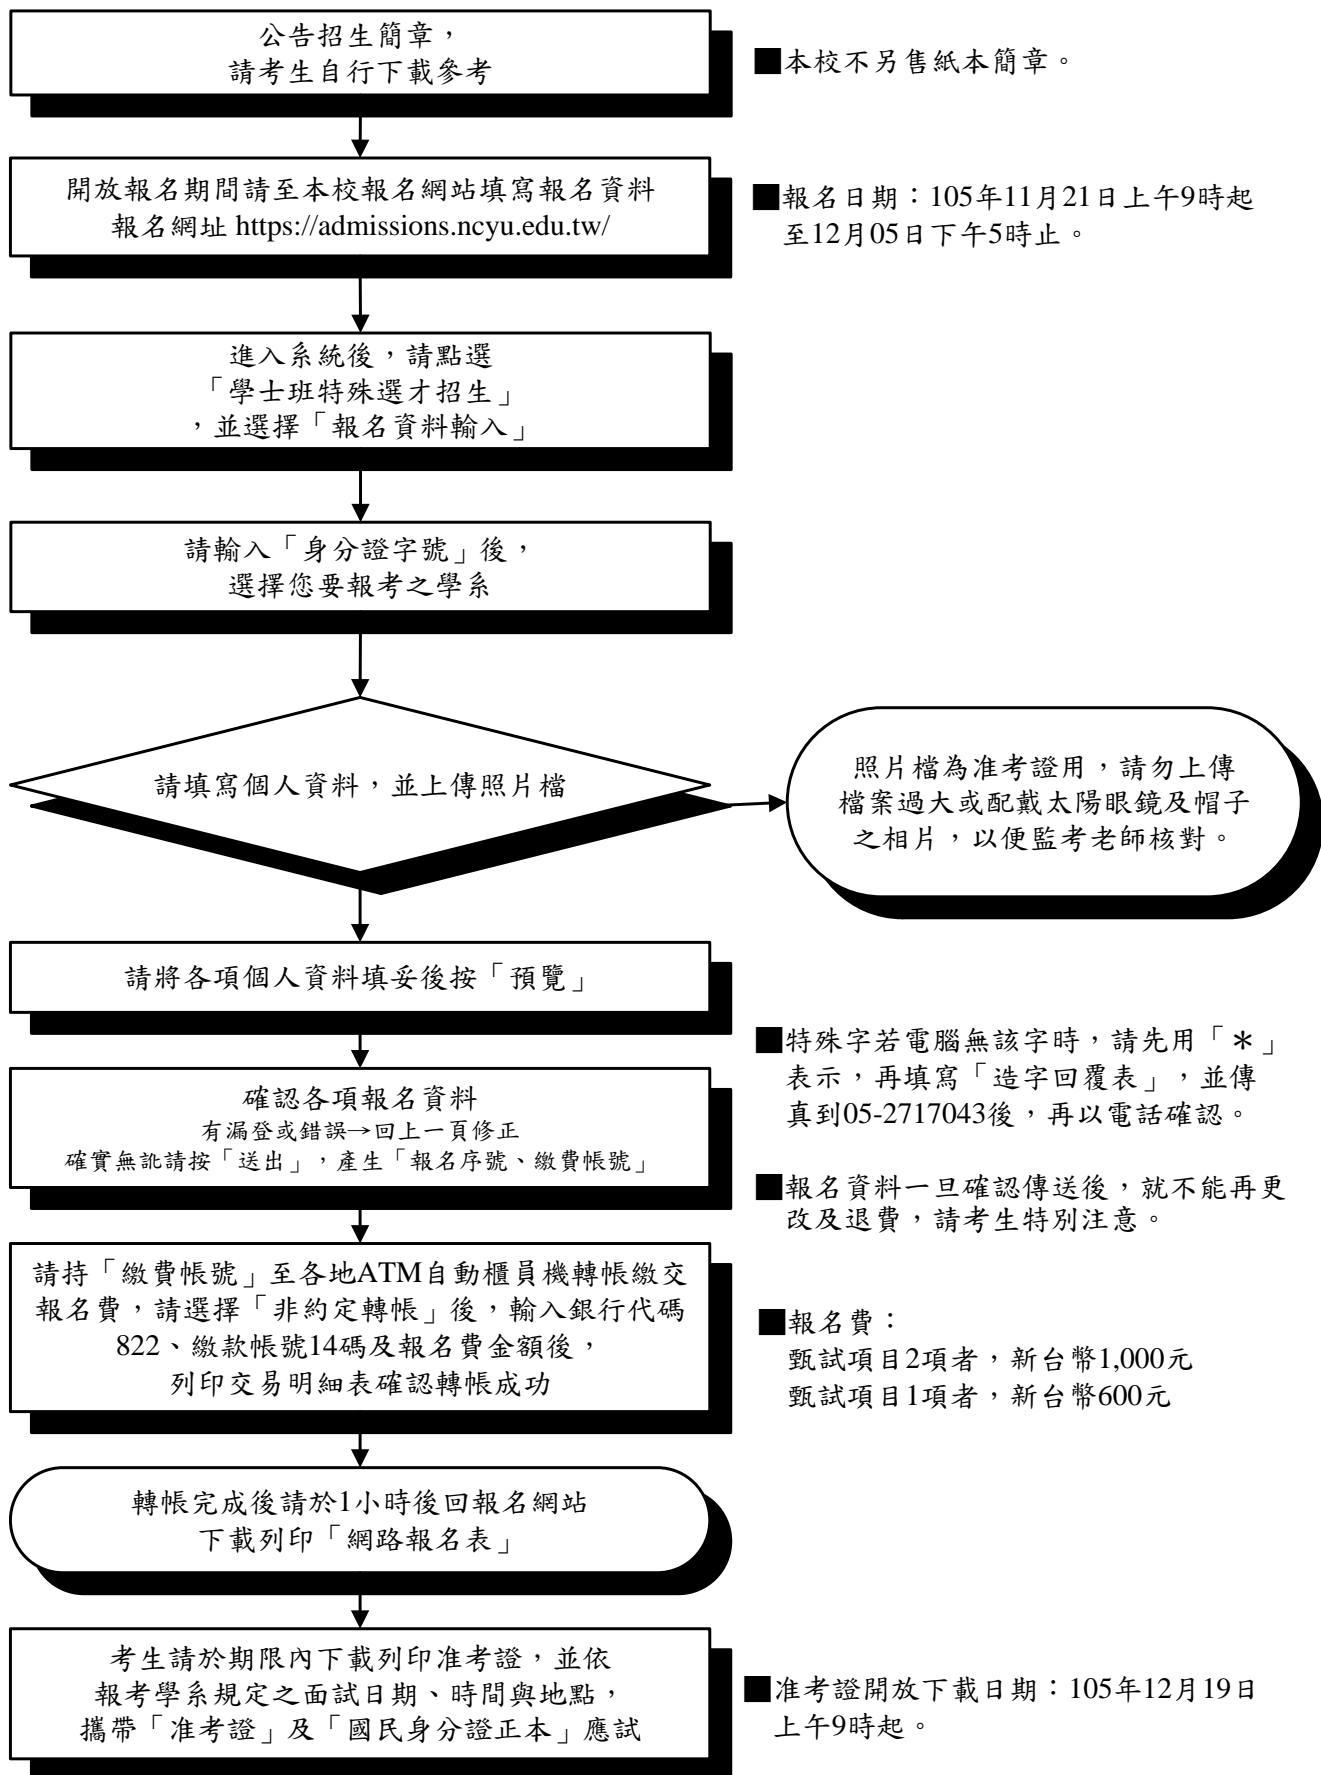 公告招生簡章，
請考生自行下載參考
■本校不另售紙本簡章。
開放報名期間請至本校報名網站填寫報名資料
報名網址 https://admissions.ncyu.edu.tw/
■報名日期：105年11月21日上午9時起
至12月05日下午5時止。
進入系統後，請點選
「學士班特殊選才招生」
，並選擇「報名資料輸入」
請輸入「身分證字號」後，
選擇您要報考之學系
請填寫個人資料，並上傳照片檔
照片檔為准考證用，請勿上傳
檔案過大或配戴太陽眼鏡及帽子
之相片，以便監考老師核對。
請將各項個人資料填妥後按「預覽」
■特殊字若電腦無該字時，請先用「＊」
表示，再填寫「造字回覆表」，並傳
真到05-2717043後，再以電話確認。
確認各項報名資料
有漏登或錯誤→回上一頁修正
確實無訛請按「送出」，產生「報名序號、繳費帳號」
■報名資料一旦確認傳送後，就不能再更
改及退費，請考生特別注意。
請持「繳費帳號」至各地ATM自動櫃員機轉帳繳交
報名費，請選擇「非約定轉帳」後，輸入銀行代碼
822、繳款帳號14碼及報名費金額後，
列印交易明細表確認轉帳成功
■報名費：
甄試項目2項者，新台幣1,000元
甄試項目1項者，新台幣600元
轉帳完成後請於1小時後回報名網站
下載列印「網路報名表」
考生請於期限內下載列印准考證，並依
報考學系規定之面試日期、時間與地點，
攜帶「准考證」及「國民身分證正本」應試
■准考證開放下載日期：105年12月19日
上午9時起。